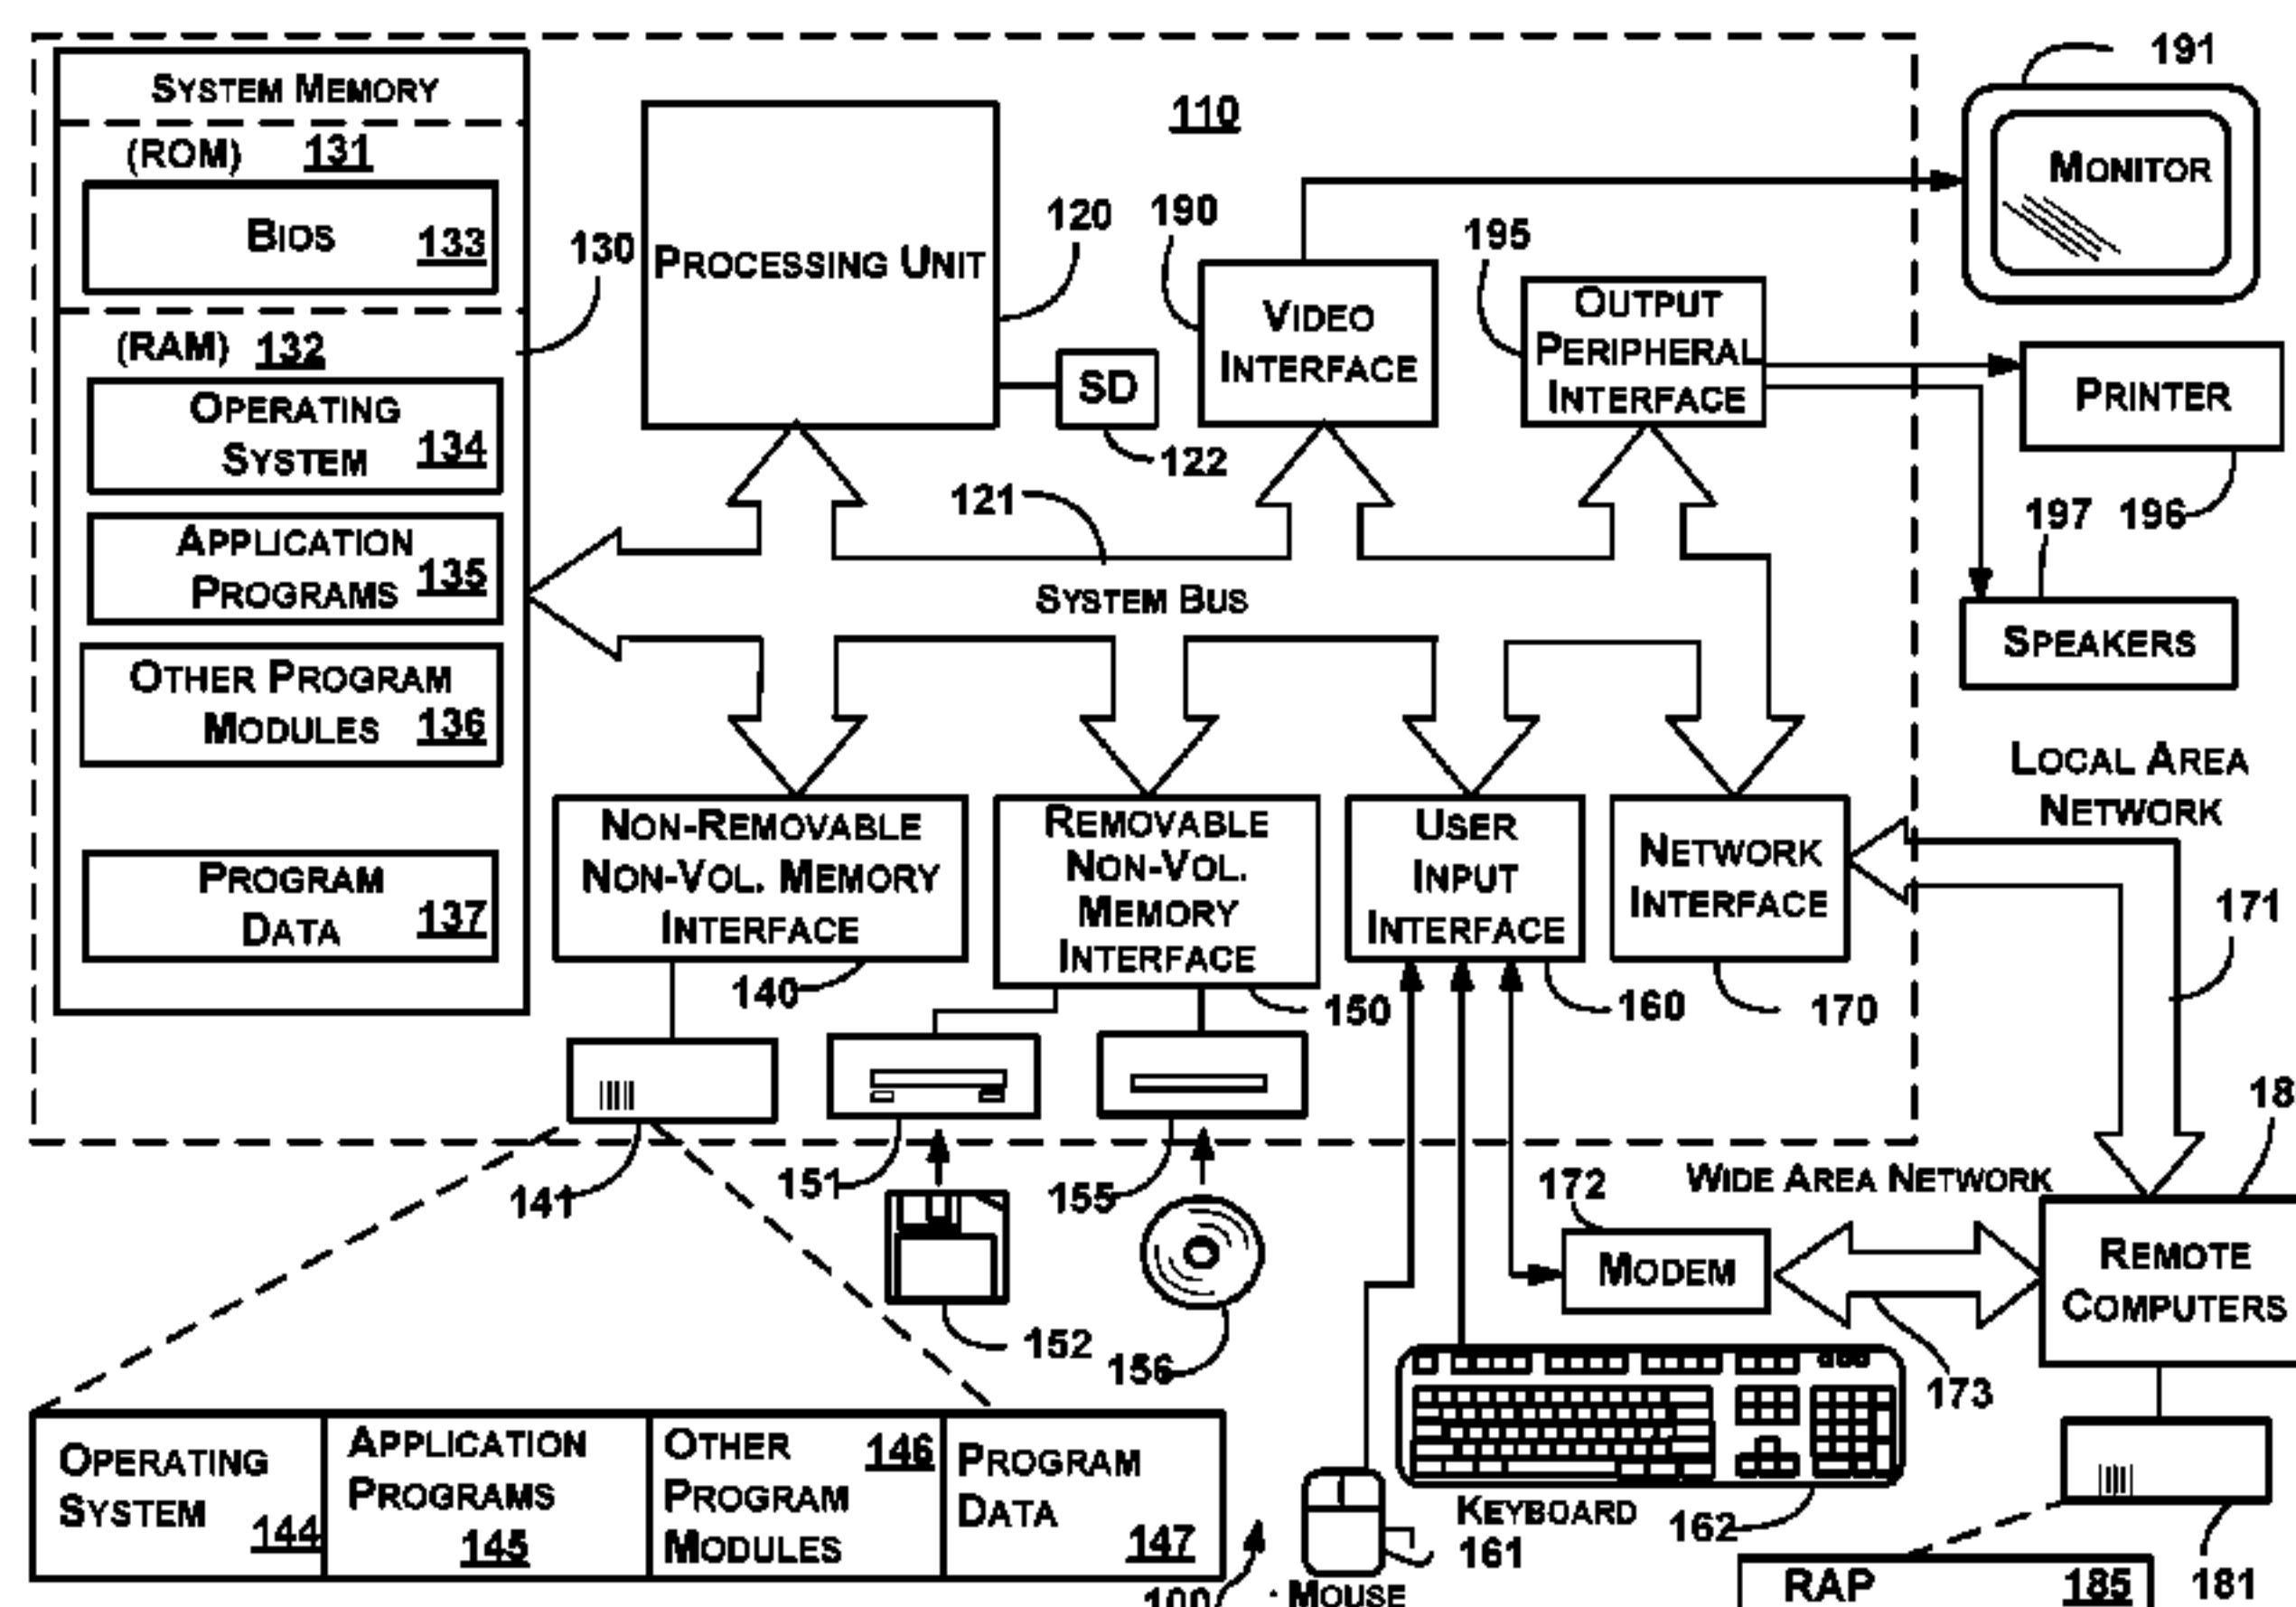 SYSTEM MEMORY
(ROM) 131
BIOS 133
(RAM) 132
OPERATING
SYSTEM 134
APPLICATION
PROGRAMS 135
OTHER PROGRAM
MODULES 136
PROGRAM
DATA 137
130
PROCESSING UNIT
120
SD
122
110
190
VIDEO
INTERFACE
195
OUTPUT
PERIPHERAL
INTERFACE
191
MONITOR
PRINTER
196
197
SPEAKERS
121
SYSTEM BUS
NON-REMOVABLE
NON-VOL. MEMORY
INTERFACE
140
REMOVABLE
NON-VOL.
MEMORY
INTERFACE
150
USER
INPUT
INTERFACE
160
NETWORK
INTERFACE
170
LOCAL AREA
NETWORK
171
141
151
152
155
156
172
MODEM
WIDE AREA NETWORK
173
18
REMOTE
COMPUTERS
OPERATING
SYSTEM 144
APPLICATION
PROGRAMS
145
OTHER 146
PROGRAM
MODULES
PROGRAM
DATA
147
100
MOUSE
161
KEYBOARD
162
181
RAP 185